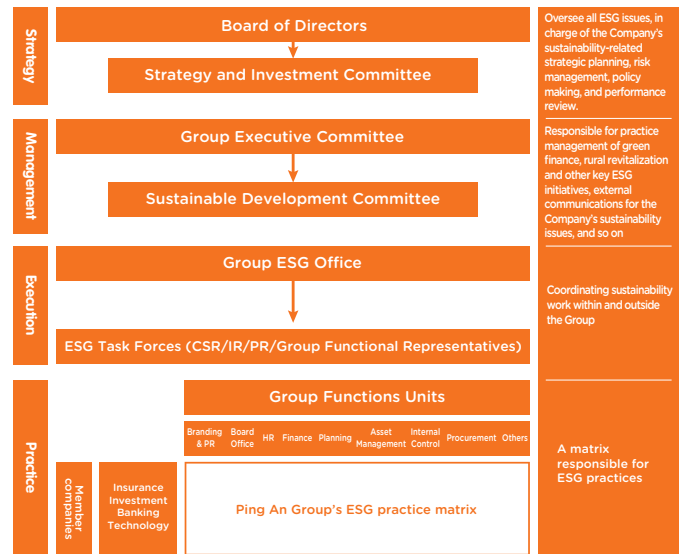 Strategy
Board of Directors
Strategy and Investment Committee
Oversee all ESG issues, in
charge of the Company's
sustainability-related
strategic planning, risk
management, policy
making, and performance
review.
Management
Group Executive Committee
Sustainable Development Committee
Responsible for practice
management of green
finance, rural revitalization
and other key ESG
initiatives, external
communications for the
Company's sustainability
issues, and so on
Execution
Group ESG Office
ESG Task Forces (CSR/IR/PR/Group Functional Representatives)
Coordinating sustainability
work within and outside
the Group
Practice
Group Functions Units
Branding
& PR
Board
Office
HR
Finance
Planning
Asset
Management
Internal
Control
Procurement
Others
Member
companies
Insurance
Investment
Banking
Technology
Ping An Group's ESG practice matrix
A matrix
responsible for
ESG practices